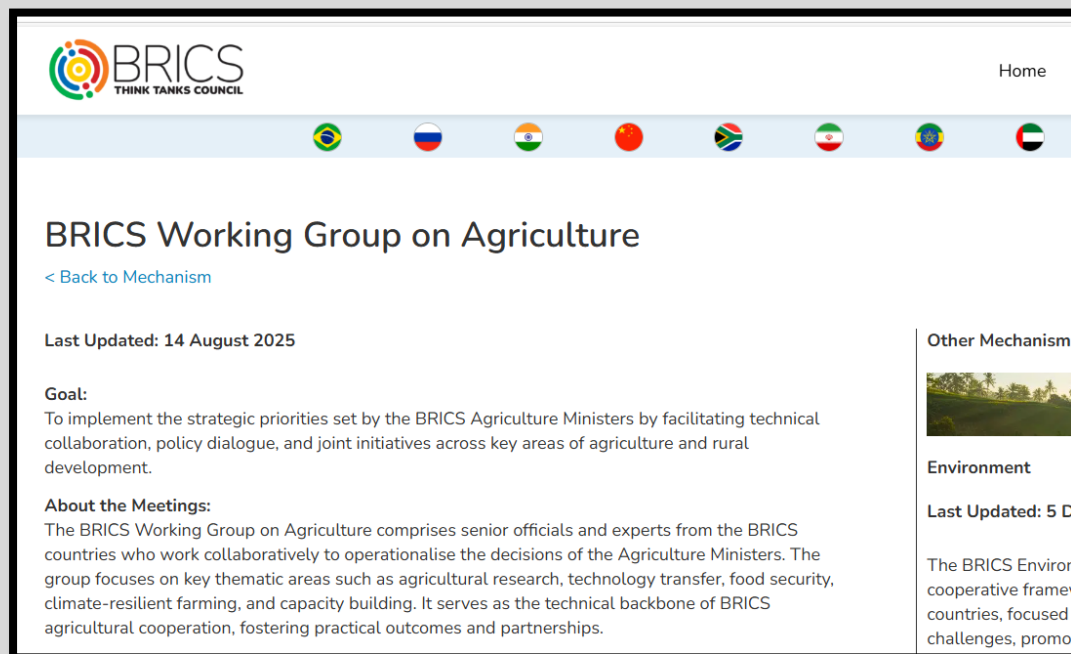 BRICS
THINK TANKS COUNCIL
Home
BRICS Working Group on Agriculture
< Back to Mechanism
Last Updated: 14 August 2025
Goal:
To implement the strategic priorities set by the BRICS Agriculture Ministers by facilitating technical
collaboration, policy dialogue, and joint initiatives across key areas of agriculture and rural
development.
About the Meetings:
The BRICS Working Group on Agriculture comprises senior officials and experts from the BRICS
countries who work collaboratively to operationalise the decisions of the Agriculture Ministers. The
group focuses on key thematic areas such as agricultural research, technology transfer, food security,
climate-resilient farming, and capacity building. It serves as the technical backbone of BRICS
agricultural cooperation, fostering practical outcomes and partnerships.
Other Mechanism
Environment
Last Updated: 5 D
The BRICS Environ
cooperative framew
countries, focused
challenges, promo